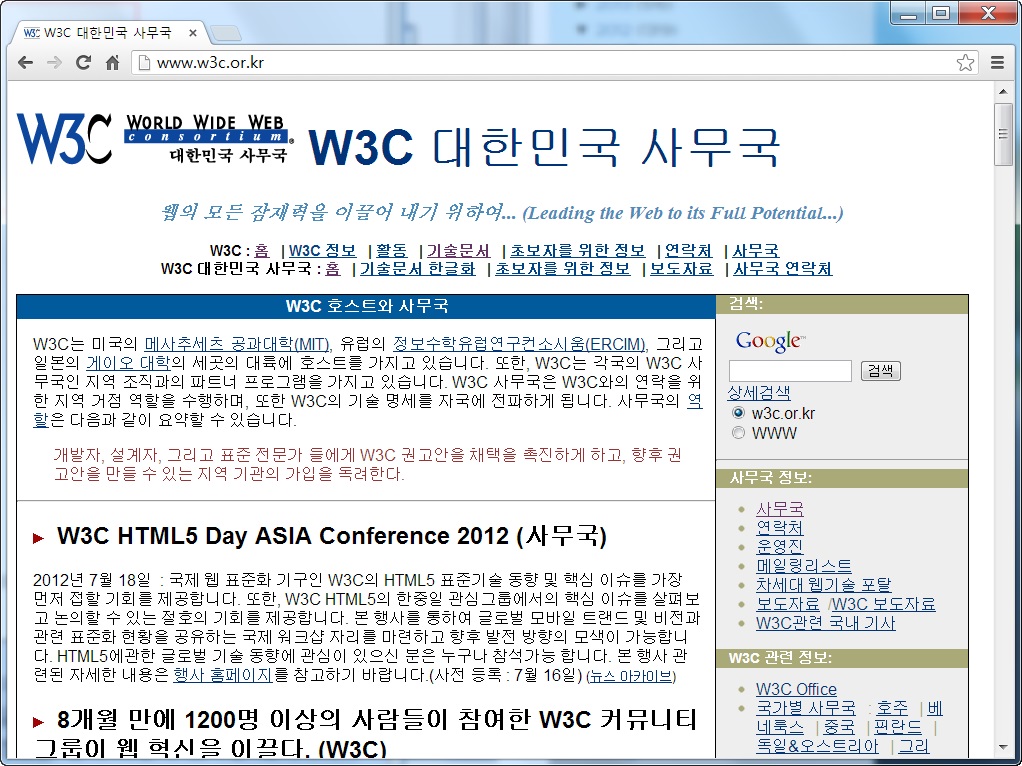 W3C 대한민국 사무국
www.w3c.or.kr
W3C WORLD WIDE WEB
consortium
대한민국 사무국
W3C 대한민국 사무국
웹의 모든 잠재력을 이끌어 내기 위하여... (Leading the Web to its Full Potential...)
W3C : 홈 | W3C 정보 | 활동 | 기술문서 | 초보자를 위한 정보 | 연락처 | 사무국
W3C 대한민국 사무국 : 홈 | 기술문서 한글화 | 초보자를 위한 정보 | 보도자료 | 사무국 연락처
W3C 호스트와 사무국
W3C는 미국의 메사추세츠 공과대학(MIT), 유럽의 정보수학유럽연구컨소시움(ERCIM), 그리고
일본의 게이오 대학의 세곳의 대륙에 호스트를 가지고 있습니다. 또한, W3C는 각국의 W3C 사
무국인 지역 조직과의 파트너 프로그램을 가지고 있습니다. W3C 사무국은 W3C와의 연락을 위
한 지역 거점 역할을 수행하며, 또한 W3C의 기술 명세를 자국에 전파하게 됩니다. 사무국의 역
할은 다음과 같이 요약할 수 있습니다.
개발자, 설계자, 그리고 표준 전문가 들에게 W3C 권고안을 채택을 촉진하게 하고, 향후 권
고안을 만들 수 있는 지역 기관의 가입을 독려한다.
W3C HTML5 Day ASIA Conference 2012 (사무국)
2012년 7월 18일 : 국제 웹 표준화 기구인 W3C의 HTML5 표준기술 동향 및 핵심 이슈를 가장
먼저 접할 기회를 제공합니다. 또한, W3C HTML5의 한중일 관심그룹에서의 핵심 이슈를 살펴보
고 논의할 수 있는 절호의 기회를 제공합니다. 본 행사를 통하여 글로벌 모바일 트랜드 및 비전과
관련 표준화 현황을 공유하는 국제 워크샵 자리를 마련하고 향후 발전 방향의 모색이 가능합니
다. HTML5에관한 글로벌 기술 동향에 관심이 있으신 분은 누구나 참석가능 합니다. 본 행사 관
련된 자세한 내용은 행사 홈페이지를 참고하기 바랍니다.(사전 등록 : 7월 16일) (뉴스 아카이브)
8개월 만에 1200명 이상의 사람들이 참여한 W3C 커뮤니티
그룹이 웹 혁신을 이끌다. (W3C)
검색:
Google™
검색
상세검색
w3c.or.kr
WWW
사무국 정보:
사무국
연락처
운영진
메일링리스트
차세대 웹기술 포탈
보도자료 /W3C 보도자료
W3C관련 국내 기사
W3C 관련 정보:
W3C Office
국가별 사무국 : 호주 | 베
네룩스 | 중국 | 핀란드 |
독일&오스트리아 | 그리